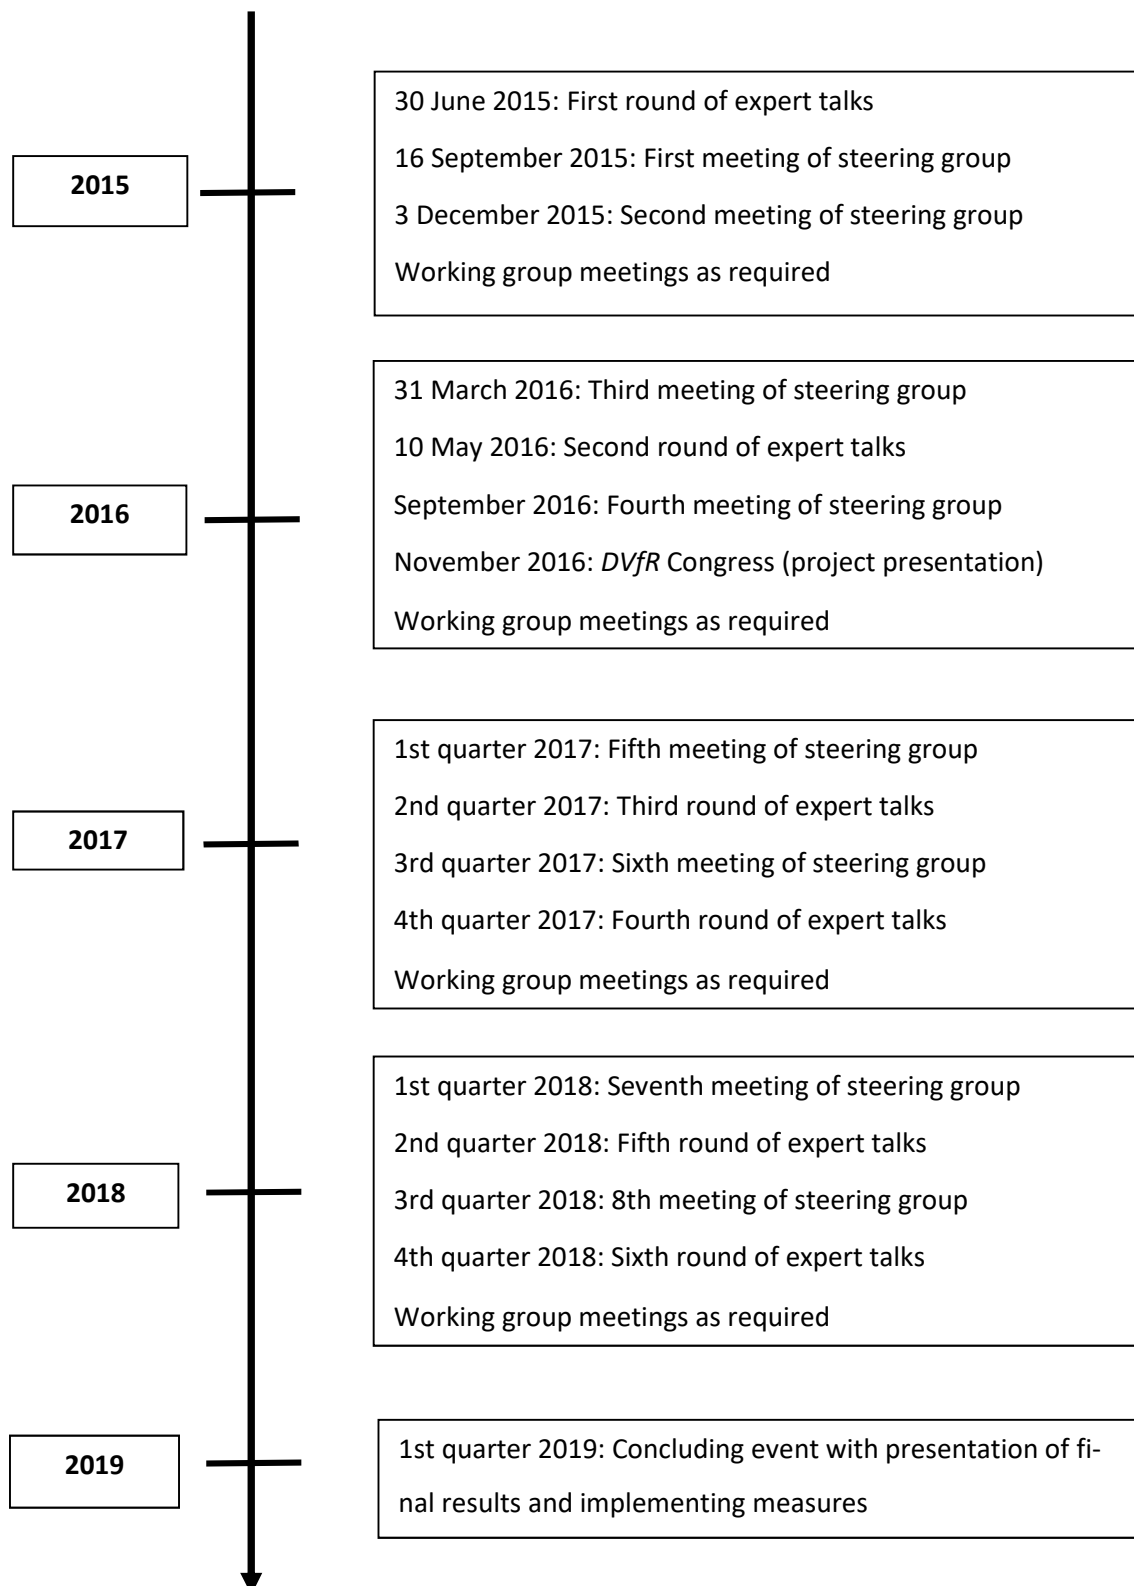 2015
30 June 2015: First round of expert talks
16 September 2015: First meeting of steering group
3 December 2015: Second meeting of steering group
Working group meetings as required
2016
31 March 2016: Third meeting of steering group
10 May 2016: Second round of expert talks
September 2016: Fourth meeting of steering group
November 2016: DVfR Congress (project presentation)
Working group meetings as required
2017
1st quarter 2017: Fifth meeting of steering group
2nd quarter 2017: Third round of expert talks
3rd quarter 2017: Sixth meeting of steering group
4th quarter 2017: Fourth round of expert talks
Working group meetings as required
2018
1st quarter 2018: Seventh meeting of steering group
2nd quarter 2018: Fifth round of expert talks
3rd quarter 2018: 8th meeting of steering group
4th quarter 2018: Sixth round of expert talks
Working group meetings as required
2019
1st quarter 2019: Concluding event with presentation of fi-
nal results and implementing measures